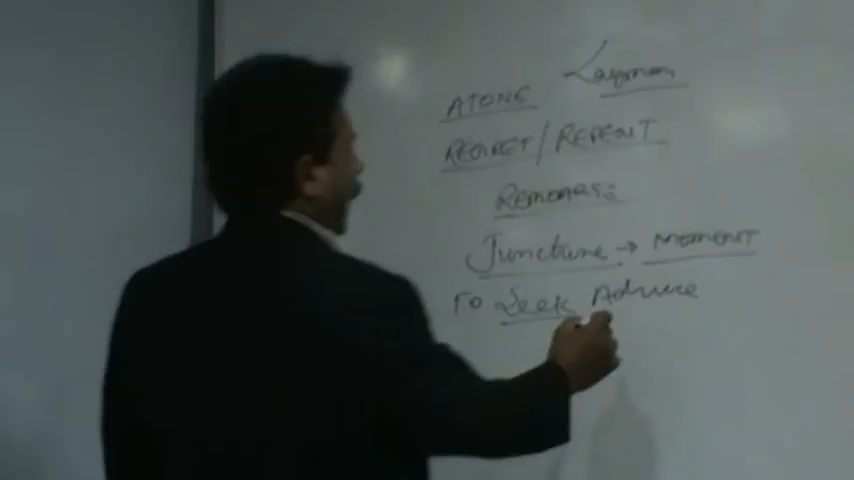 Layman
ATONE
REGRET / REPENT
REMORSE
Juncture → MOMENT
TO Seek Advice